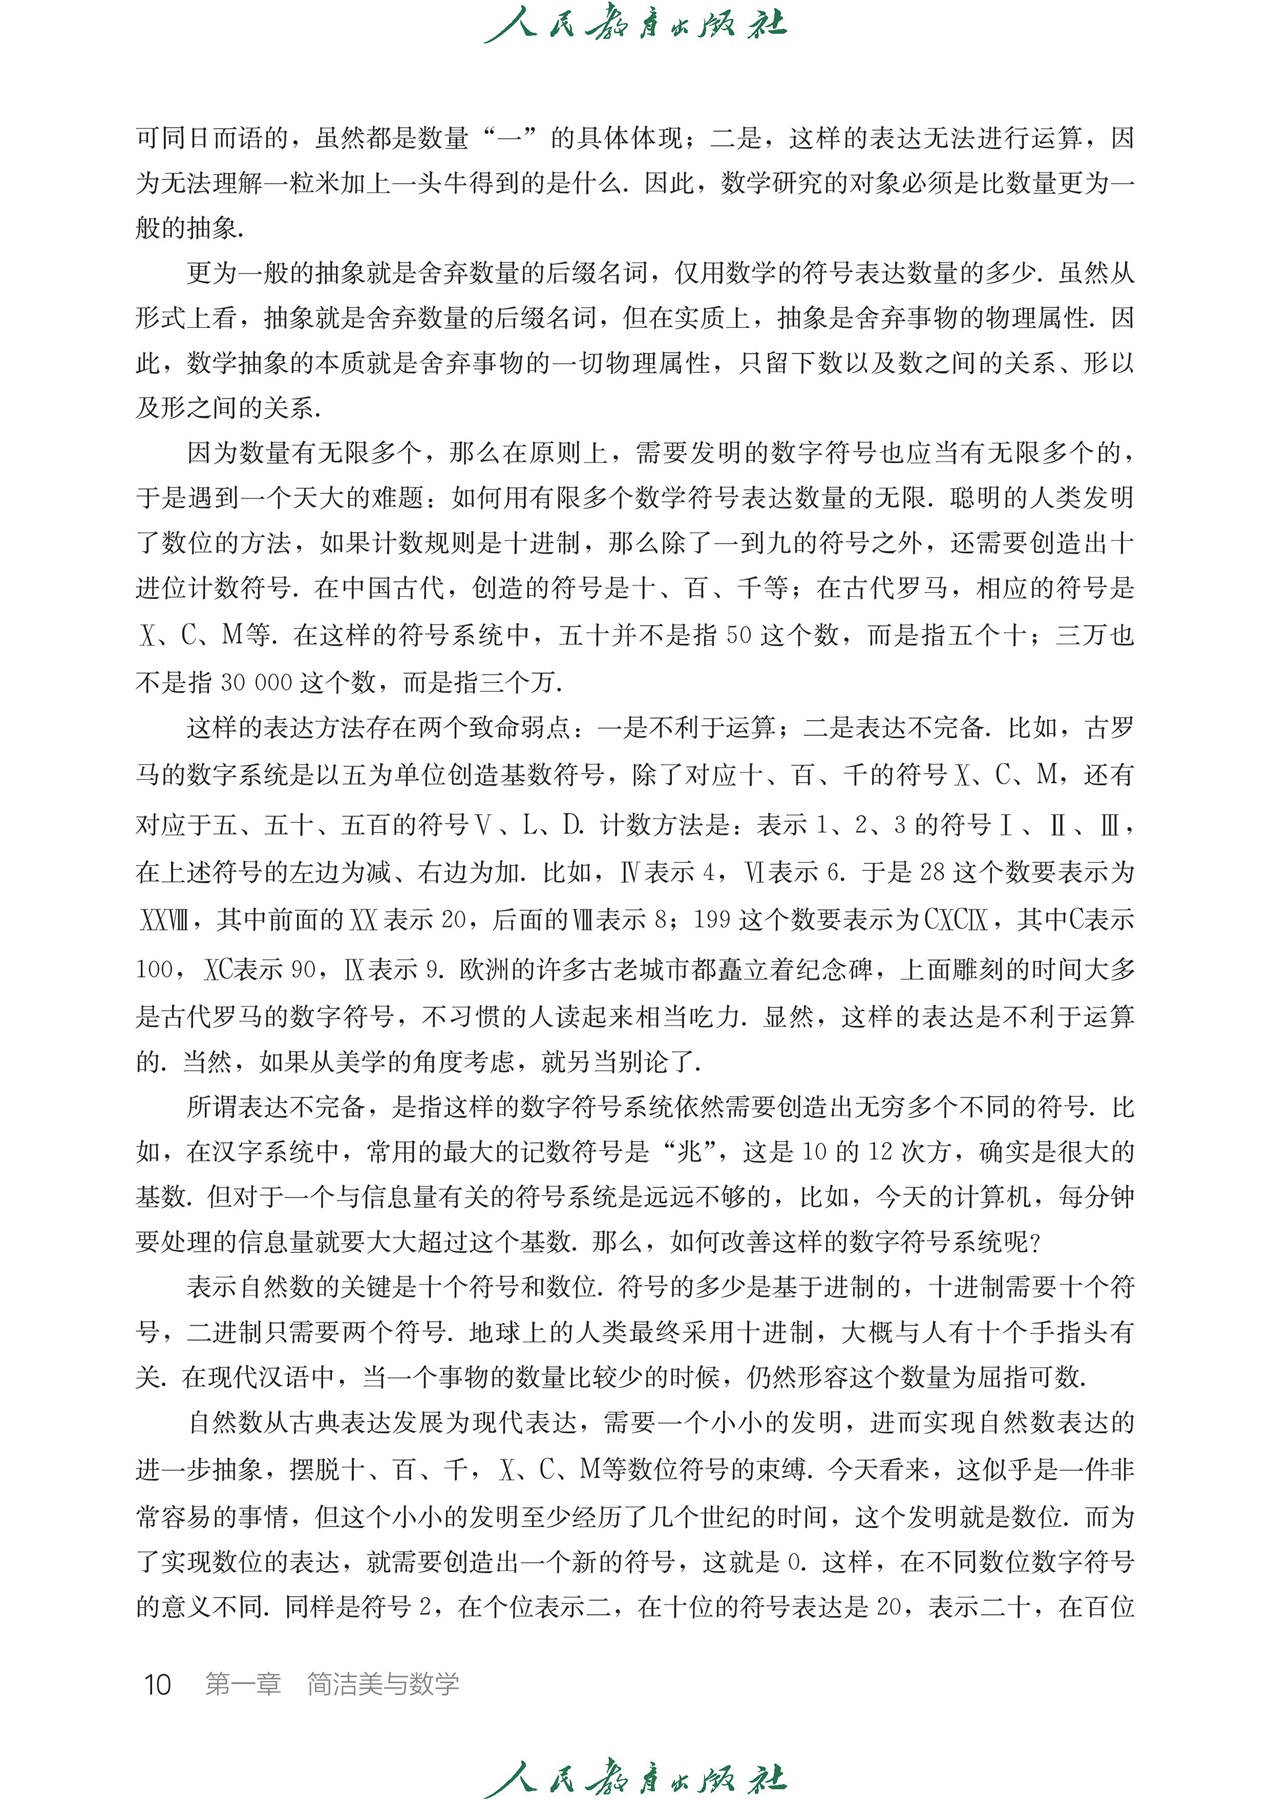 人民教育出版社
可同日而语的，虽然都是数量“一”的具体体现；二是，这样的表达无法进行运算，因
为无法理解一粒米加上一头牛得到的是什么. 因此，数学研究的对象必须是比数量更为一
般的抽象.
更为一般的抽象就是舍弃数量的后缀名词，仅用数学的符号表达数量的多少. 虽然从
形式上看，抽象就是舍弃数量的后缀名词，但在实质上，抽象是舍弃事物的物理属性. 因
此，数学抽象的本质就是舍弃事物的一切物理属性，只留下数以及数之间的关系、形以
及形之间的关系.
因为数量有无限多个，那么在原则上，需要发明的数字符号也应当有无限多个的，
于是遇到一个天大的难题：如何用有限多个数学符号表达数量的无限. 聪明的人类发明
了数位的方法，如果计数规则是十进制，那么除了一到九的符号之外，还需要创造出十
进位计数符号. 在中国古代，创造的符号是十、百、千等；在古代罗马，相应的符号是
Ⅹ、C、M等. 在这样的符号系统中，五十并不是指 50 这个数，而是指五个十；三万也
不是指 30 000 这个数，而是指三个万.
这样的表达方法存在两个致命弱点：一是不利于运算；二是表达不完备. 比如，古罗
马的数字系统是以五为单位创造基数符号，除了对应十、百、千的符号Ⅹ、C、M，还有
对应于五、五十、五百的符号Ⅴ、L、D. 计数方法是：表示 1、2、3 的符号Ⅰ、Ⅱ、Ⅲ，
在上述符号的左边为减、右边为加. 比如，Ⅳ表示 4，Ⅵ表示 6. 于是 28 这个数要表示为
ⅩⅩⅧ，其中前面的ⅩⅩ表示 20，后面的Ⅷ表示 8；199 这个数要表示为CⅩCⅨ，其中C表示
100，ⅩC表示 90，Ⅸ表示 9. 欧洲的许多古老城市都矗立着纪念碑，上面雕刻的时间大多
是古代罗马的数字符号，不习惯的人读起来相当吃力. 显然，这样的表达是不利于运算
的. 当然，如果从美学的角度考虑，就另当别论了.
所谓表达不完备，是指这样的数字符号系统依然需要创造出无穷多个不同的符号. 比
如，在汉字系统中，常用的最大的记数符号是“兆”，这是 10 的 12 次方，确实是很大的
基数. 但对于一个与信息量有关的符号系统是远远不够的，比如，今天的计算机，每分钟
要处理的信息量就要大大超过这个基数. 那么，如何改善这样的数字符号系统呢？
表示自然数的关键是十个符号和数位. 符号的多少是基于进制的，十进制需要十个符
号，二进制只需要两个符号. 地球上的人类最终采用十进制，大概与人有十个手指头有
关. 在现代汉语中，当一个事物的数量比较少的时候，仍然形容这个数量为屈指可数.
自然数从古典表达发展为现代表达，需要一个小小的发明，进而实现自然数表达的
进一步抽象，摆脱十、百、千，Ⅹ、C、M等数位符号的束缚. 今天看来，这似乎是一件非
常容易的事情，但这个小小的发明至少经历了几个世纪的时间，这个发明就是数位. 而为
了实现数位的表达，就需要创造出一个新的符号，这就是 0. 这样，在不同数位数字符号
的意义不同. 同样是符号 2，在个位表示二，在十位的符号表达是 20，表示二十，在百位
10 第一章 简洁美与数学
人民教育出版社